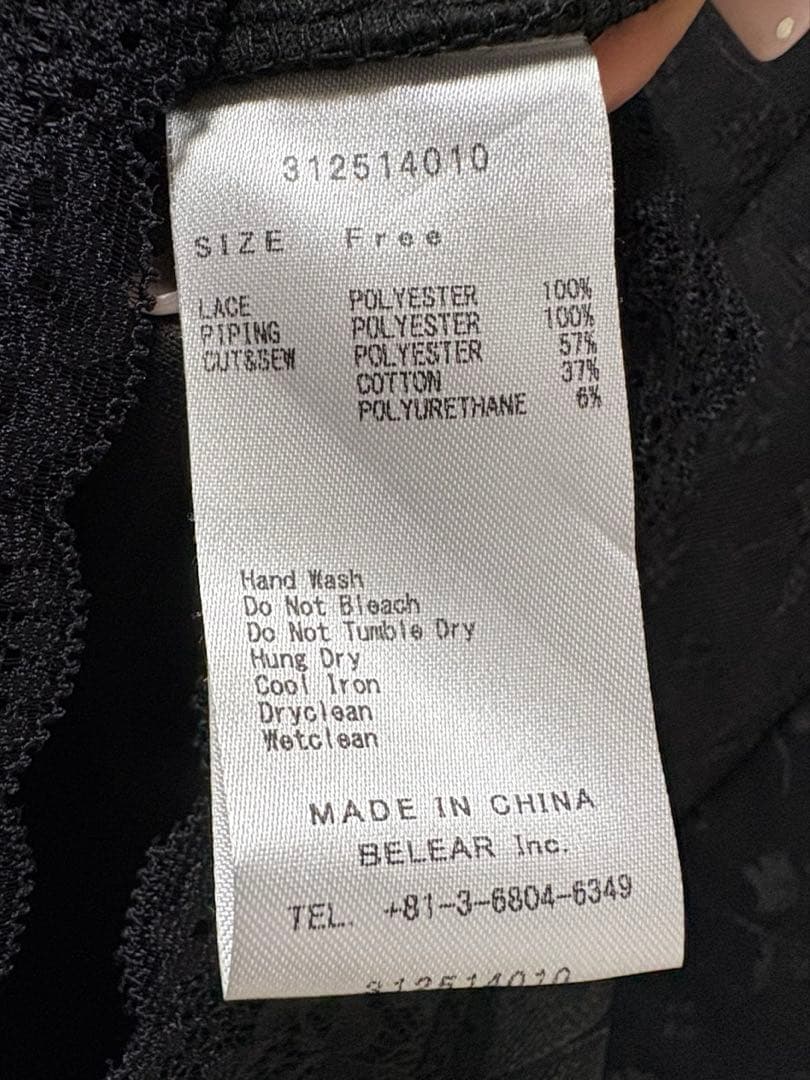 312514010
SIZE Free
LACE POLYESTER 100%
PIPING POLYESTER 100%
CUT&SEW POLYESTER 57%
COTTON 37%
POLYURETHANE 6%
Hand Wash
Do Not Bleach
Do Not Tumble Dry
Hung Dry
Cool Iron
Dryclean
Wetclean
MADE IN CHINA
BELEAR Inc.
TEL. +81-3-6804-6349
312514010